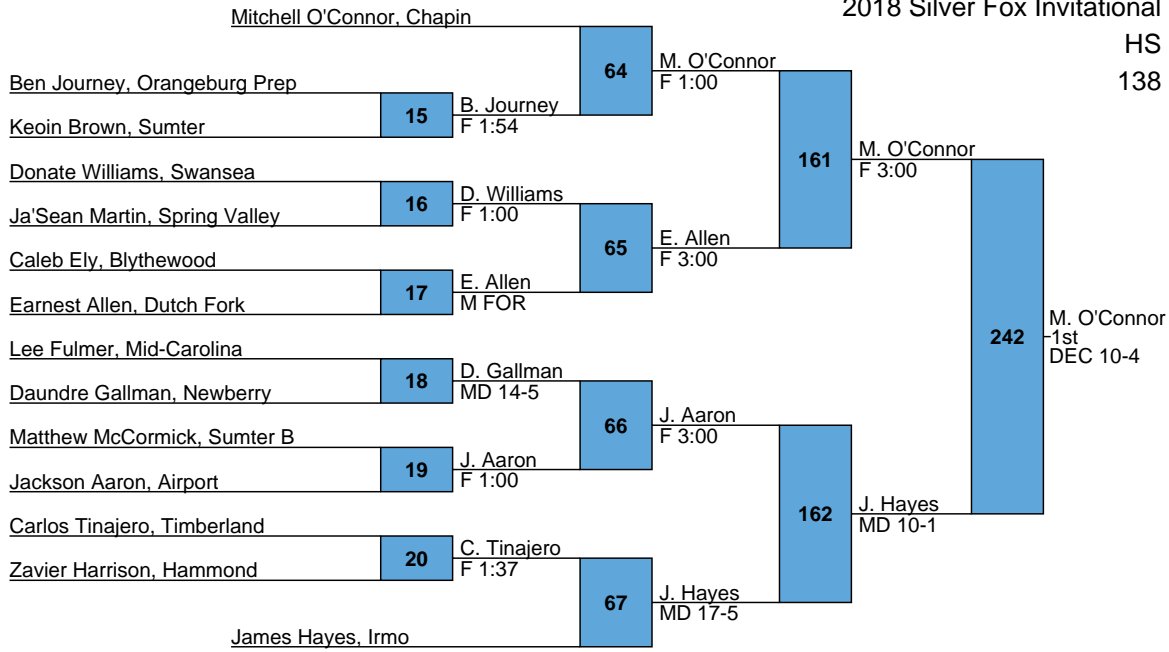 2018 Silver Fox Invitational
HS
138
Mitchell O'Connor, Chapin
64
M. O'Connor
F 1:00
Ben Journey, Orangeburg Prep
15
B. Journey
F 1:54
Keoin Brown, Sumter
161
M. O'Connor
F 3:00
Donate Williams, Swansea
16
D. Williams
F 1:00
Ja'Sean Martin, Spring Valley
65
E. Allen
F 3:00
Caleb Ely, Blythewood
17
E. Allen
M FOR
Earnest Allen, Dutch Fork
242
M. O'Connor
1st
DEC 10-4
Lee Fulmer, Mid-Carolina
18
D. Gallman
MD 14-5
Daundre Gallman, Newberry
66
J. Aaron
F 3:00
Matthew McCormick, Sumter B
19
J. Aaron
F 1:00
Jackson Aaron, Airport
162
J. Hayes
MD 10-1
Carlos Tinajero, Timberland
20
C. Tinajero
F 1:37
Zavier Harrison, Hammond
67
J. Hayes
MD 17-5
James Hayes, Irmo